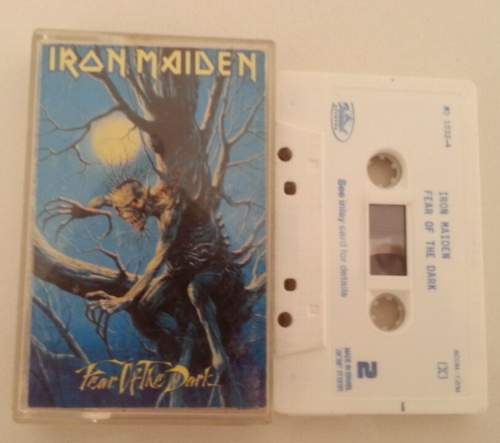 IRON MAIDEN
Fear Of The Dark
See inlay card for details
IRON MAIDEN
FEAR OF THE DARK
2